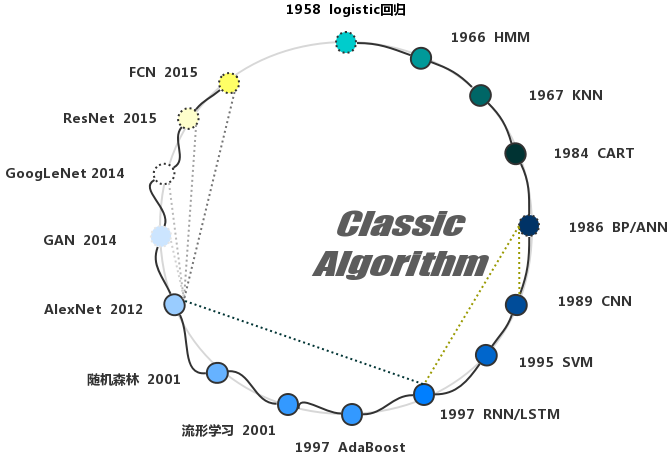 1958 logistic回归
1966 HMM
1967 KNN
1984 CART
1986 BP/ANN
1989 CNN
1995 SVM
1997 RNN/LSTM
1997 AdaBoost
流形学习 2001
随机森林 2001
AlexNet 2012
GAN 2014
GoogLeNet 2014
ResNet 2015
FCN 2015
Classic
Algorithm